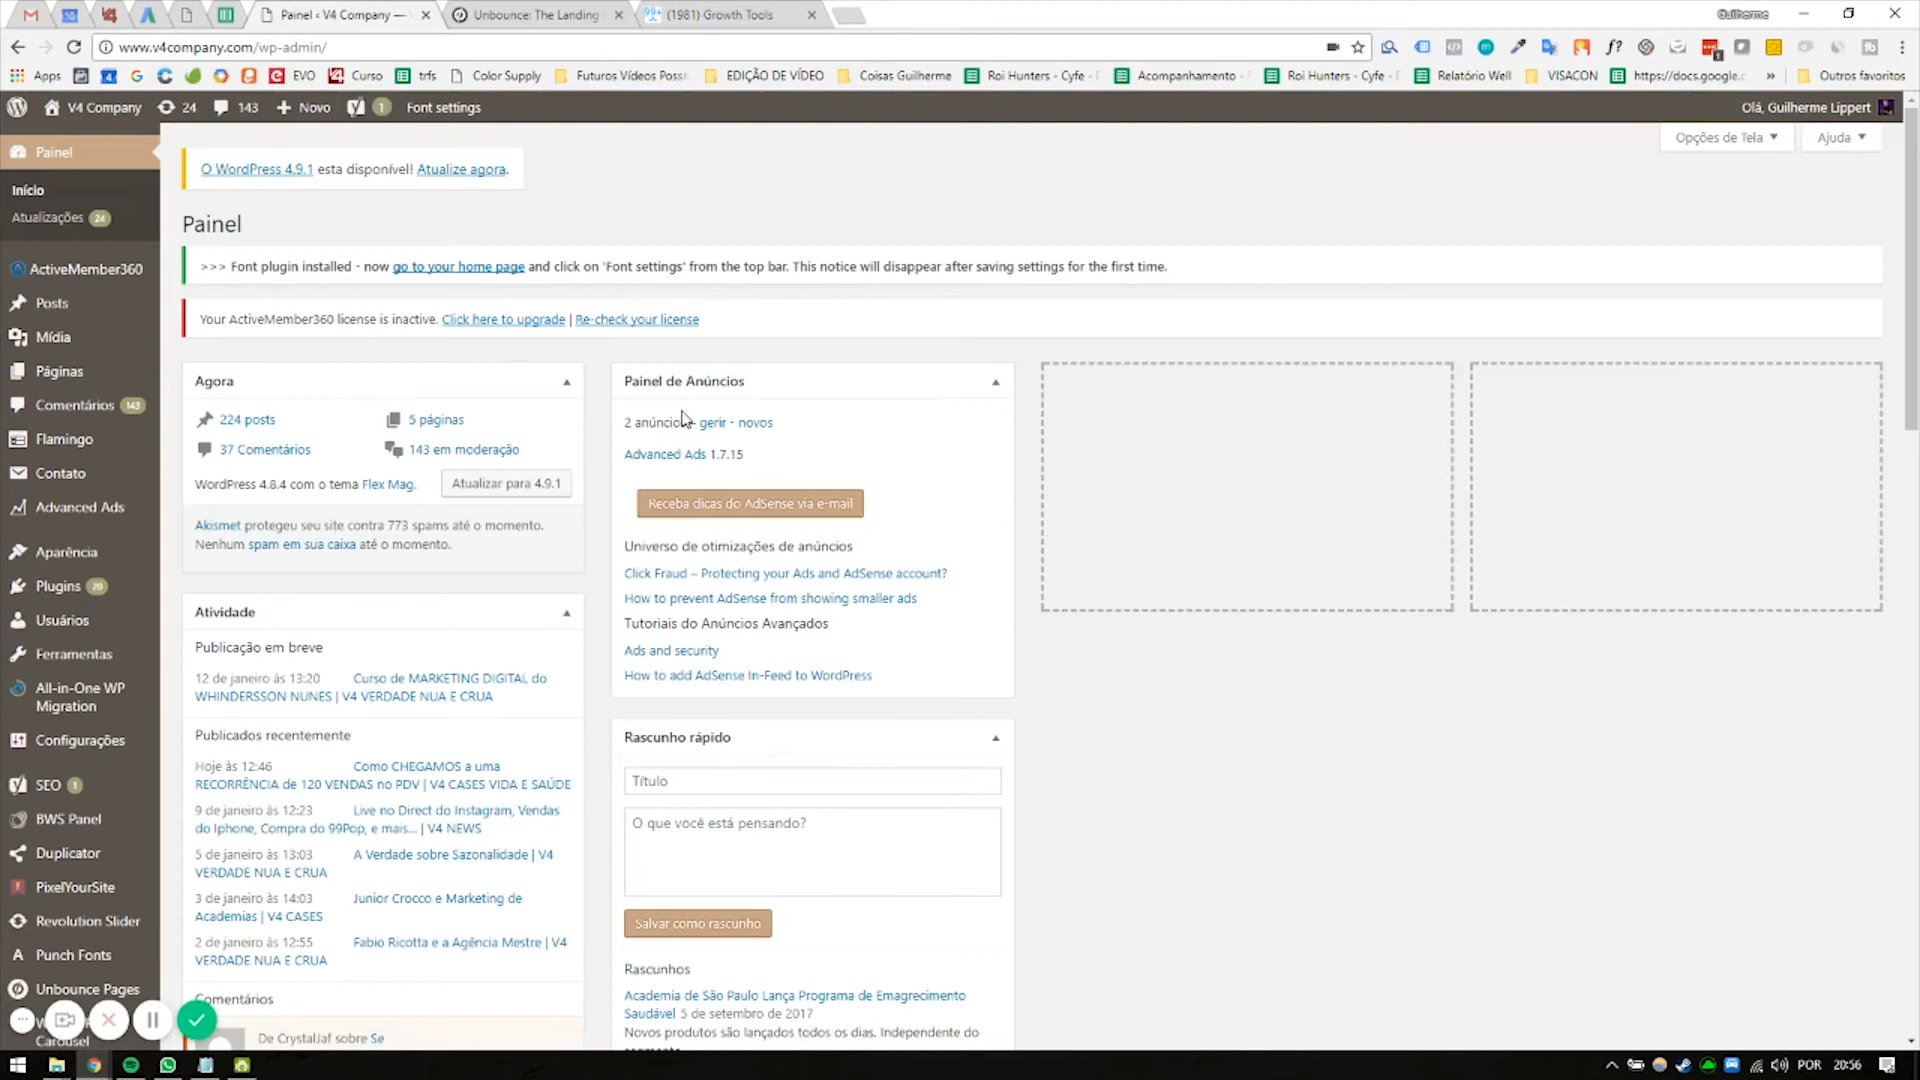 Painel ‹ V4 Company —
Unbounce: The Landing
(1981) Growth Tools
Guilherme
www.v4company.com/wp-admin/
Apps
EVO
Curso
trfs
Color Supply
Futuros Vídeos Possí
EDIÇÃO DE VÍDEO
Coisas Guilherme
Roi Hunters - Cyfe -
Acompanhamento -
Roi Hunters - Cyfe -
Relatório Well
VISACON
https://docs.google.c
Outros favoritos
V4 Company
24
143
Novo
1
Font settings
Olá, Guilherme Lippert
Opções de Tela
Ajuda
Painel
Início
Atualizações 24
ActiveMember360
Posts
Mídia
Páginas
Comentários 143
Flamingo
Contato
Advanced Ads
Aparência
Plugins 20
Usuários
Ferramentas
All-in-One WP
Migration
Configurações
SEO 1
BWS Panel
Duplicator
PixelYourSite
Revolution Slider
Punch Fonts
Unbounce Pages
Carousel
O WordPress 4.9.1 esta disponível! Atualize agora.
Painel
>>> Font plugin installed - now go to your home page and click on 'Font settings' from the top bar. This notice will disappear after saving settings for the first time.
Your ActiveMember360 license is inactive. Click here to upgrade | Re-check your license
Agora
224 posts
5 páginas
37 Comentários
143 em moderação
WordPress 4.8.4 com o tema Flex Mag.
Atualizar para 4.9.1
Akismet protegeu seu site contra 773 spams até o momento.
Nenhum spam em sua caixa até o momento.
Atividade
Publicação em breve
12 de janeiro às 13:20 Curso de MARKETING DIGITAL do
WHINDERSSON NUNES | V4 VERDADE NUA E CRUA
Publicados recentemente
Hoje às 12:46 Como CHEGAMOS a uma
RECORRÊNCIA de 120 VENDAS no PDV | V4 CASES VIDA E SAÚDE
9 de janeiro às 12:23 Live no Direct do Instagram, Vendas
do Iphone, Compra do 99Pop, e mais... | V4 NEWS
5 de janeiro às 13:03 A Verdade sobre Sazonalidade | V4
VERDADE NUA E CRUA
3 de janeiro às 14:03 Junior Crocco e Marketing de
Academias | V4 CASES
2 de janeiro às 12:55 Fabio Ricotta e a Agência Mestre | V4
VERDADE NUA E CRUA
Comentários
De CrystalJaf sobre Se
Painel de Anúncios
2 anúncios - gerir - novos
Advanced Ads 1.7.15
Receba dicas do AdSense via e-mail
Universo de otimizações de anúncios
Click Fraud – Protecting your Ads and AdSense account?
How to prevent AdSense from showing smaller ads
Tutoriais do Anúncios Avançados
Ads and security
How to add AdSense In-Feed to WordPress
Rascunho rápido
Título
O que você está pensando?
Salvar como rascunho
Rascunhos
Academia de São Paulo Lança Programa de Emagrecimento
Saudável 5 de setembro de 2017
Novos produtos são lançados todos os dias. Independente do
POR
20:56